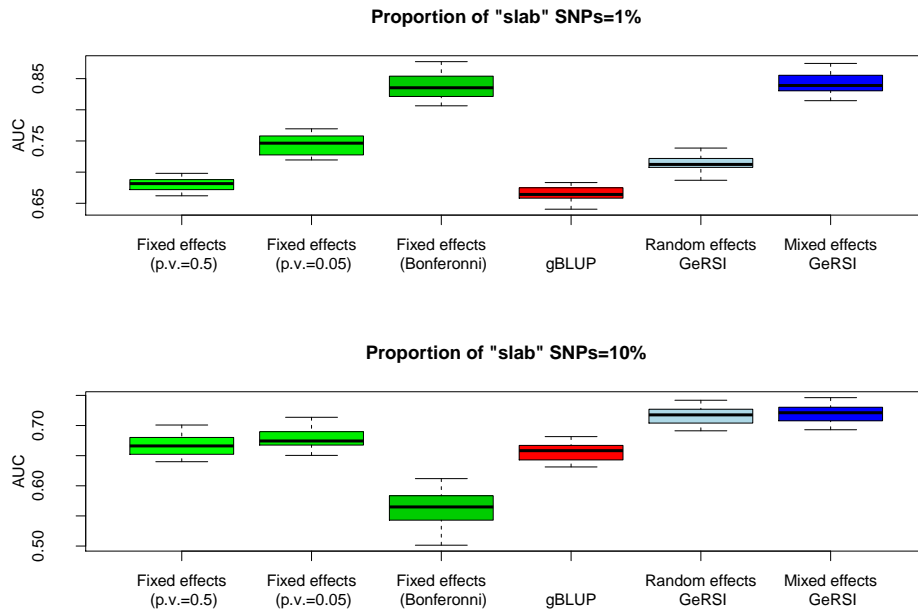 Proportion of "slab" SNPs=1%
AUC
0.85
0.75
0.65
Fixed effects (p.v.=0.5)
Fixed effects (p.v.=0.05)
Fixed effects (Bonferonni)
gBLUP
Random effects GeRSI
Mixed effects GeRSI
Proportion of "slab" SNPs=10%
AUC
0.70
0.60
0.50
Fixed effects (p.v.=0.5)
Fixed effects (p.v.=0.05)
Fixed effects (Bonferonni)
gBLUP
Random effects GeRSI
Mixed effects GeRSI